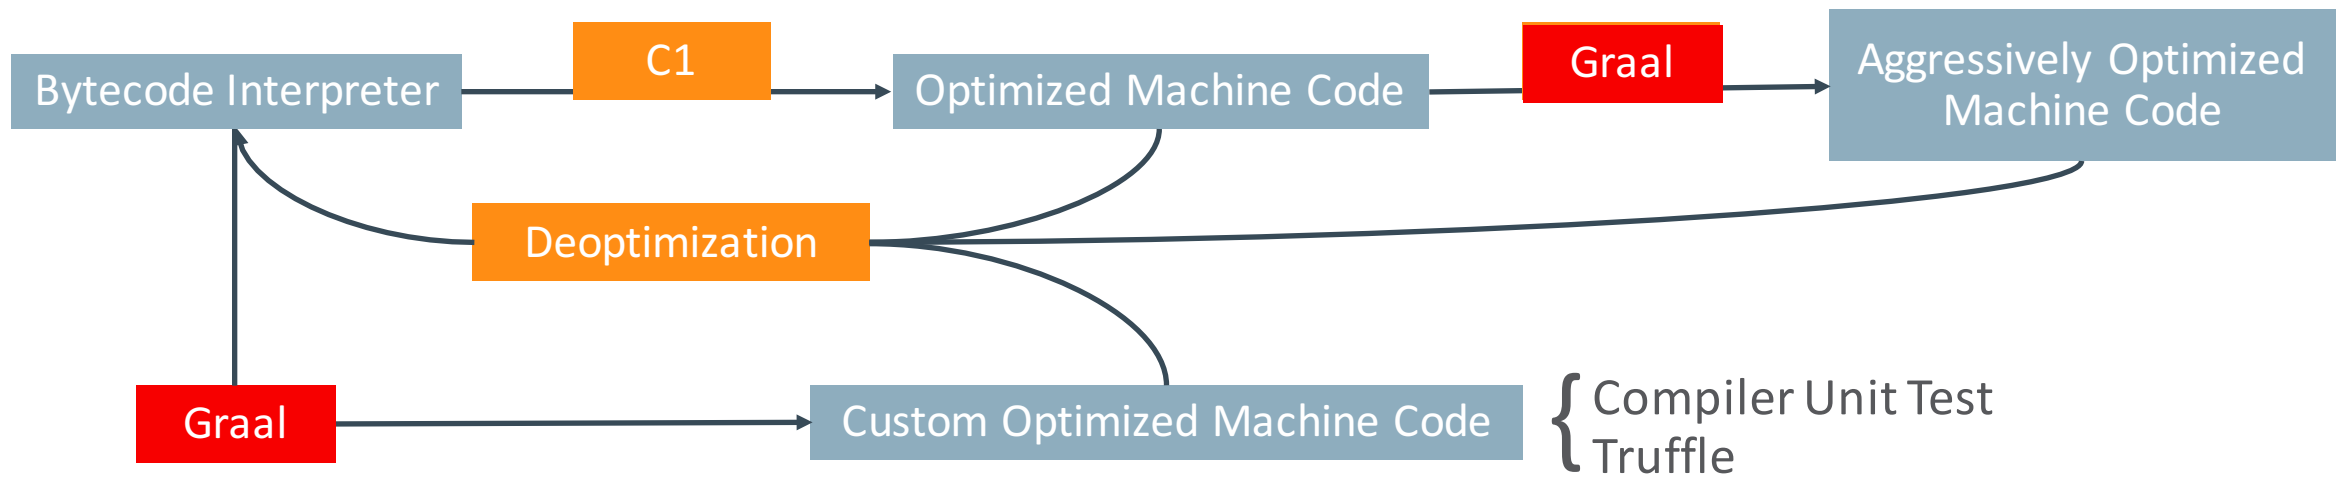 Bytecode Interpreter
C1
Optimized Machine Code
Graal
Aggressively Optimized
Machine Code
Deoptimization
Graal
Custom Optimized Machine Code
Compiler Unit Test
Truffle